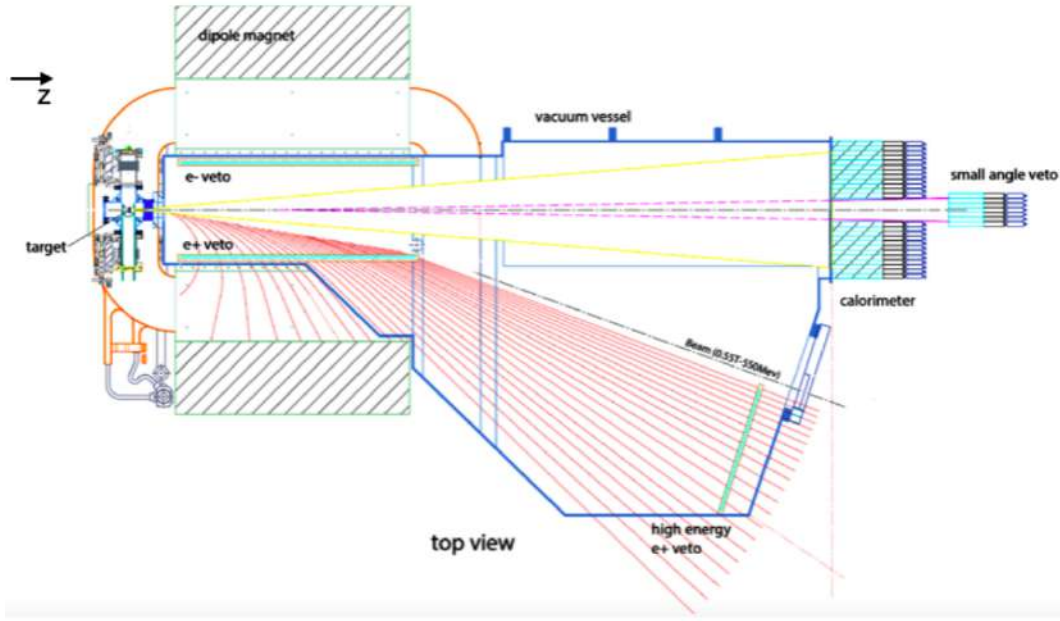 dipole magnet
Z
vacuum vessel
e- veto
small angle veto
e+ veto
target
calorimeter
Beam (0.55T-550Mev)
high energy
e+ veto
top view